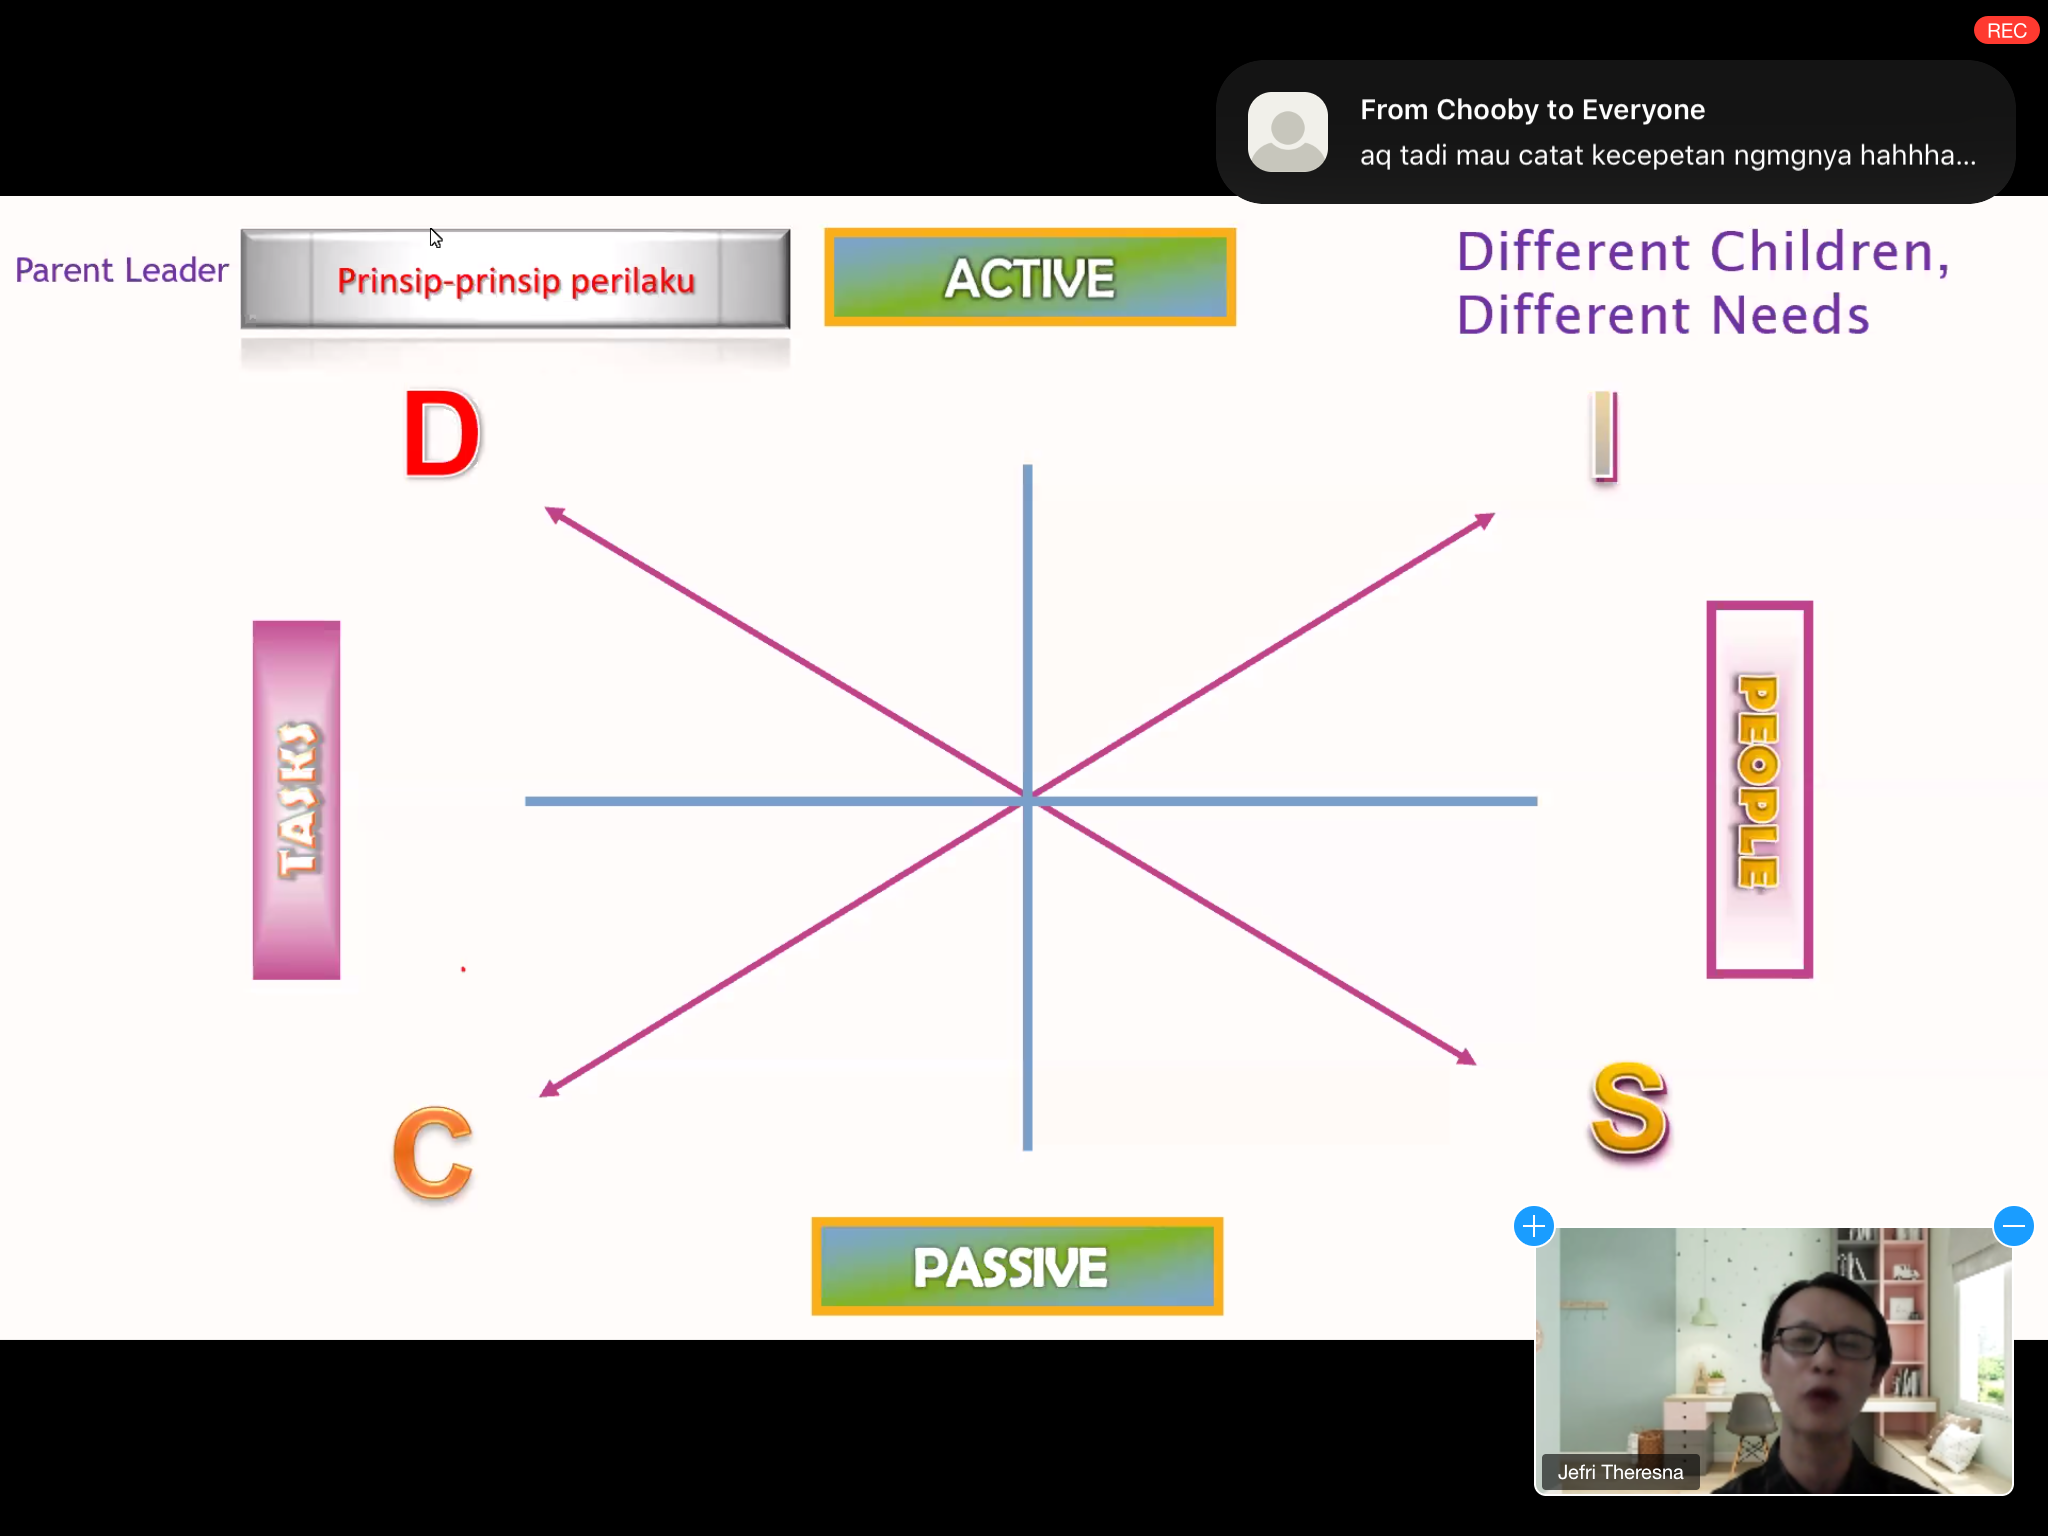 REC
From Chooby to Everyone
aq tadi mau catat kecepetan ngmgnya hahhha...
Parent Leader
Prinsip-prinsip perilaku
ACTIVE
Different Children,
Different Needs
D
I
TASKS
PEOPLE
C
S
PASSIVE
Jefri Theresna